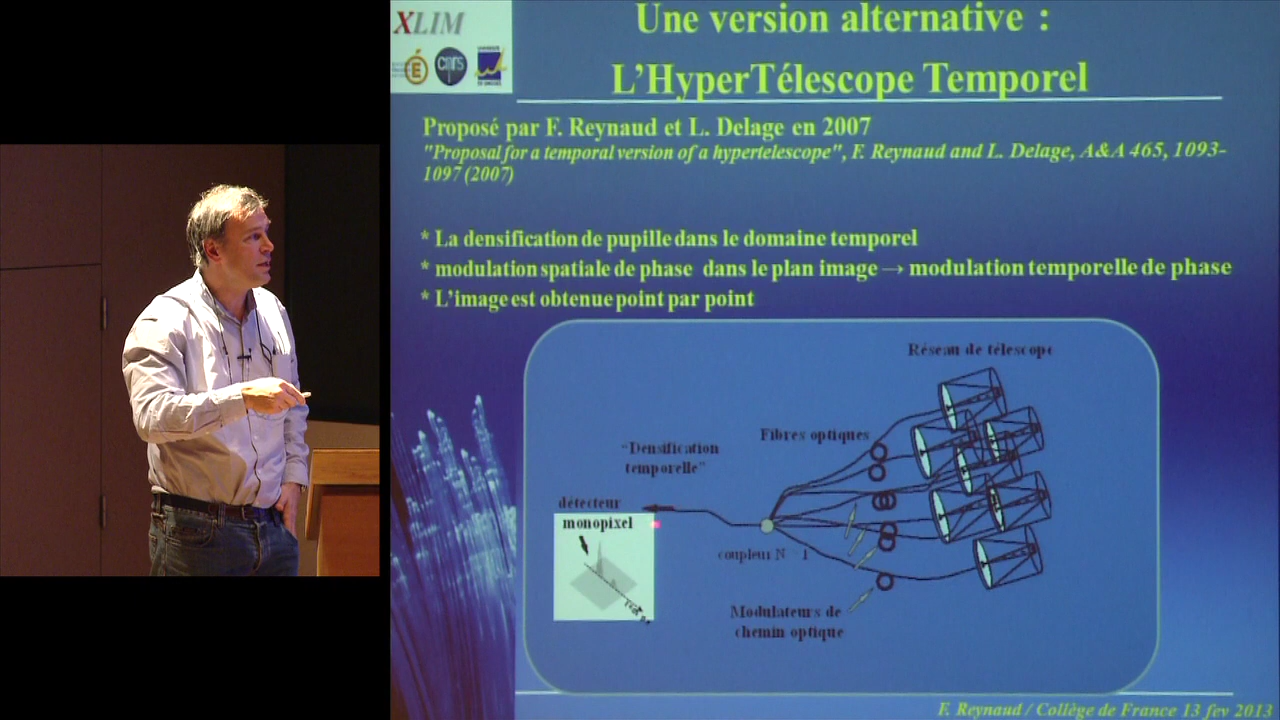 XLIM
Une version alternative :
L'HyperTélescope Temporel
CNRS
Proposé par F. Reynaud et L. Delage en 2007
"Proposal for a temporal version of a hypertelescope", F. Reynaud and L. Delage, A&A 465, 1093-
1097 (2007)
* La densification de pupille dans le domaine temporel
* modulation spatiale de phase dans le plan image → modulation temporelle de phase
* L'image est obtenue point par point
Réseau de télescope
Fibres optiques
"Densification
temporelle"
détecteur
monopixel
coupleur N 1
Modulateurs de
chemin optique
F. Reynaud / Collège de France 13 fev 2013